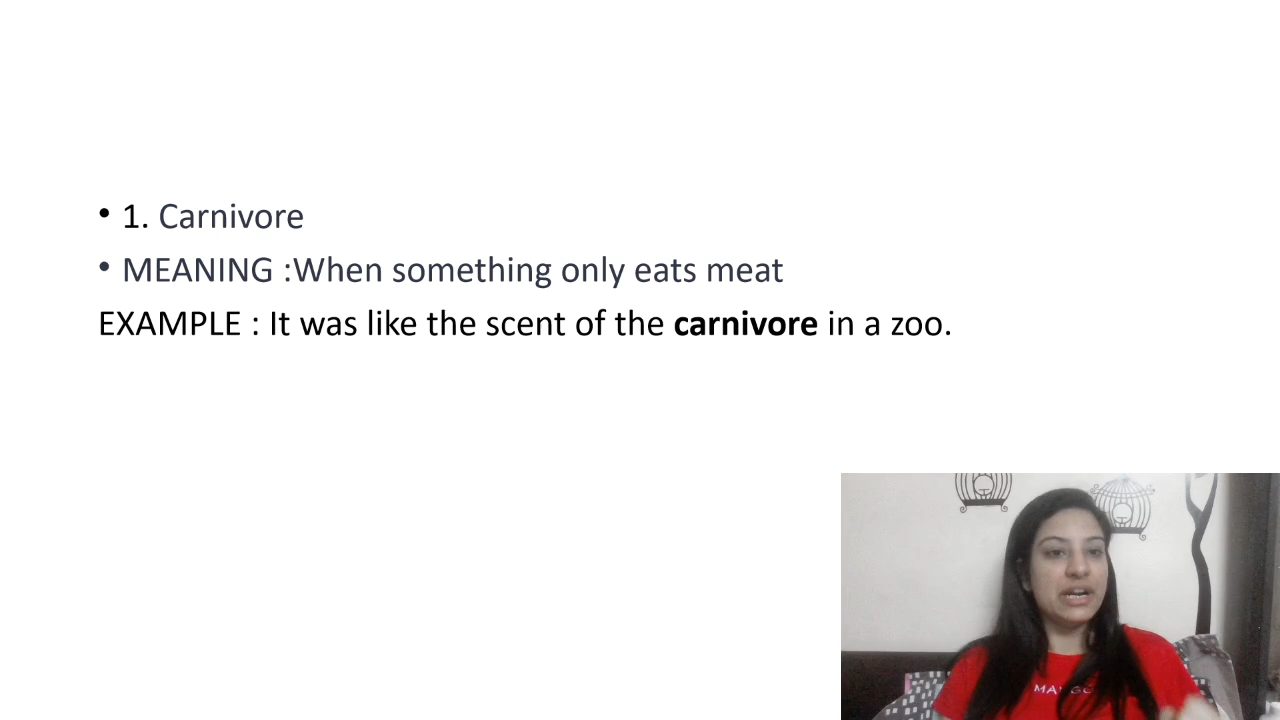 • 1. Carnivore
• MEANING :When something only eats meat
EXAMPLE : It was like the scent of the carnivore in a zoo.